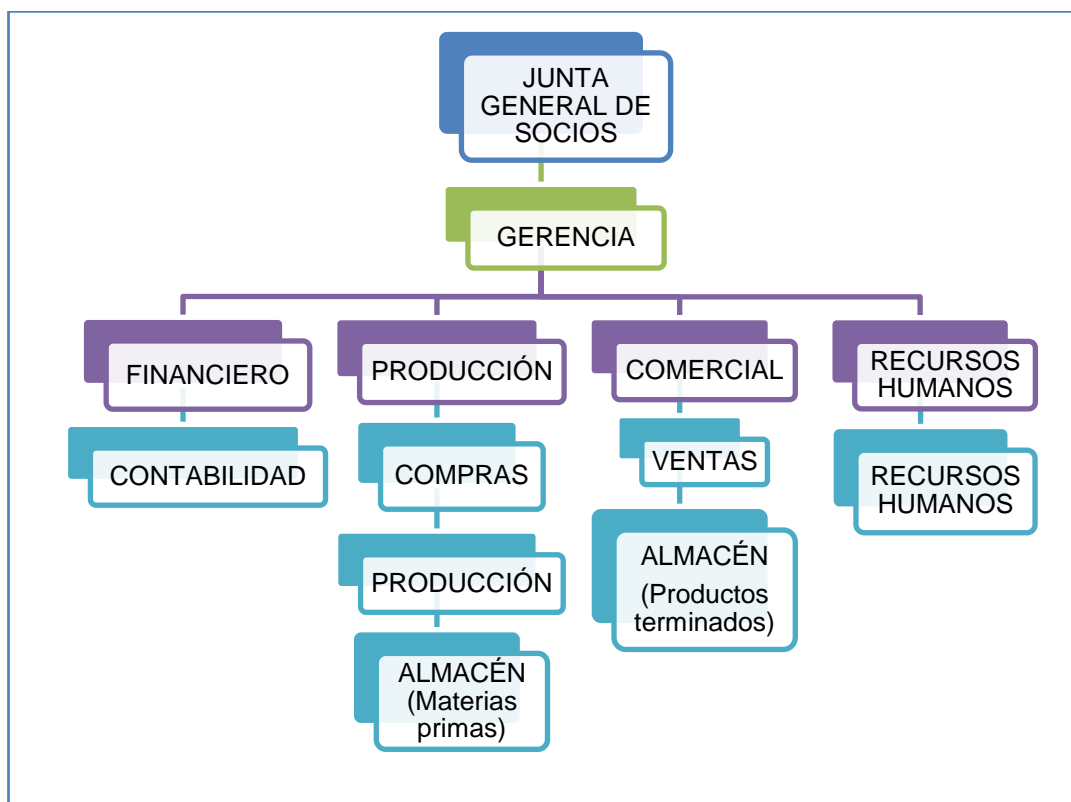 JUNTA
GENERAL DE
SOCIOS
GERENCIA
FINANCIERO
PRODUCCIÓN
COMERCIAL
RECURSOS
HUMANOS
CONTABILIDAD
COMPRAS
VENTAS
RECURSOS
HUMANOS
PRODUCCIÓN
ALMACÉN
(Productos
terminados)
ALMACÉN
(Materias
primas)